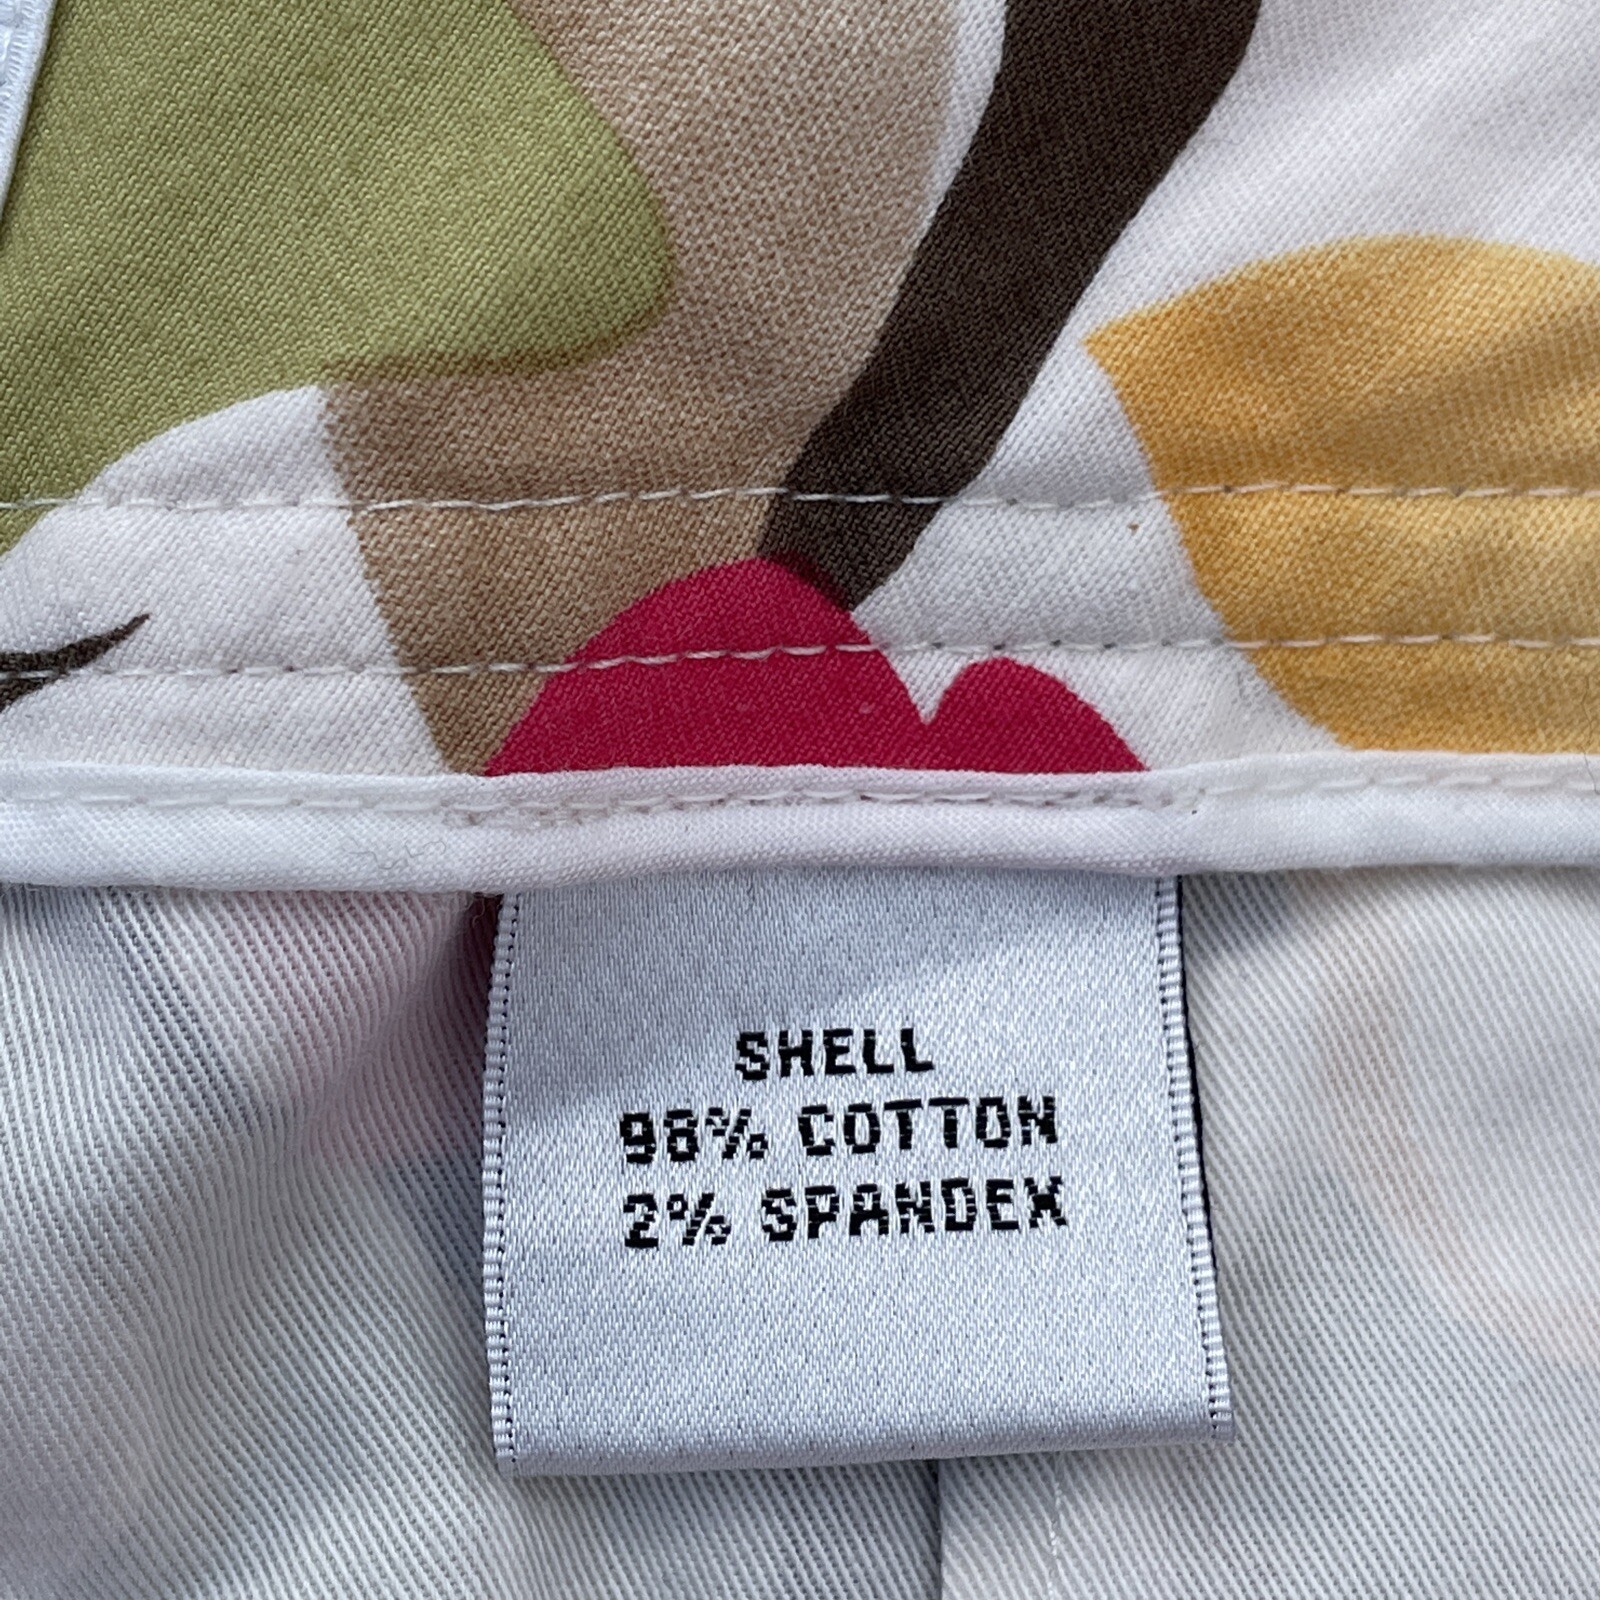 SHELL
98% COTTON
2% SPANDEX